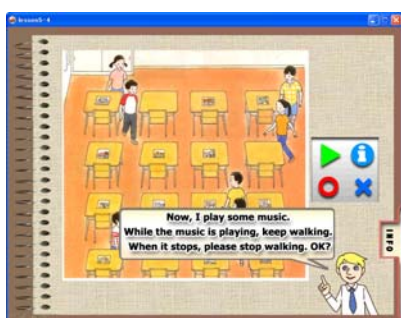 lesson5-4
Now, I play some music.
While the music is playing, keep walking.
When it stops, please stop walking. OK?
INFO